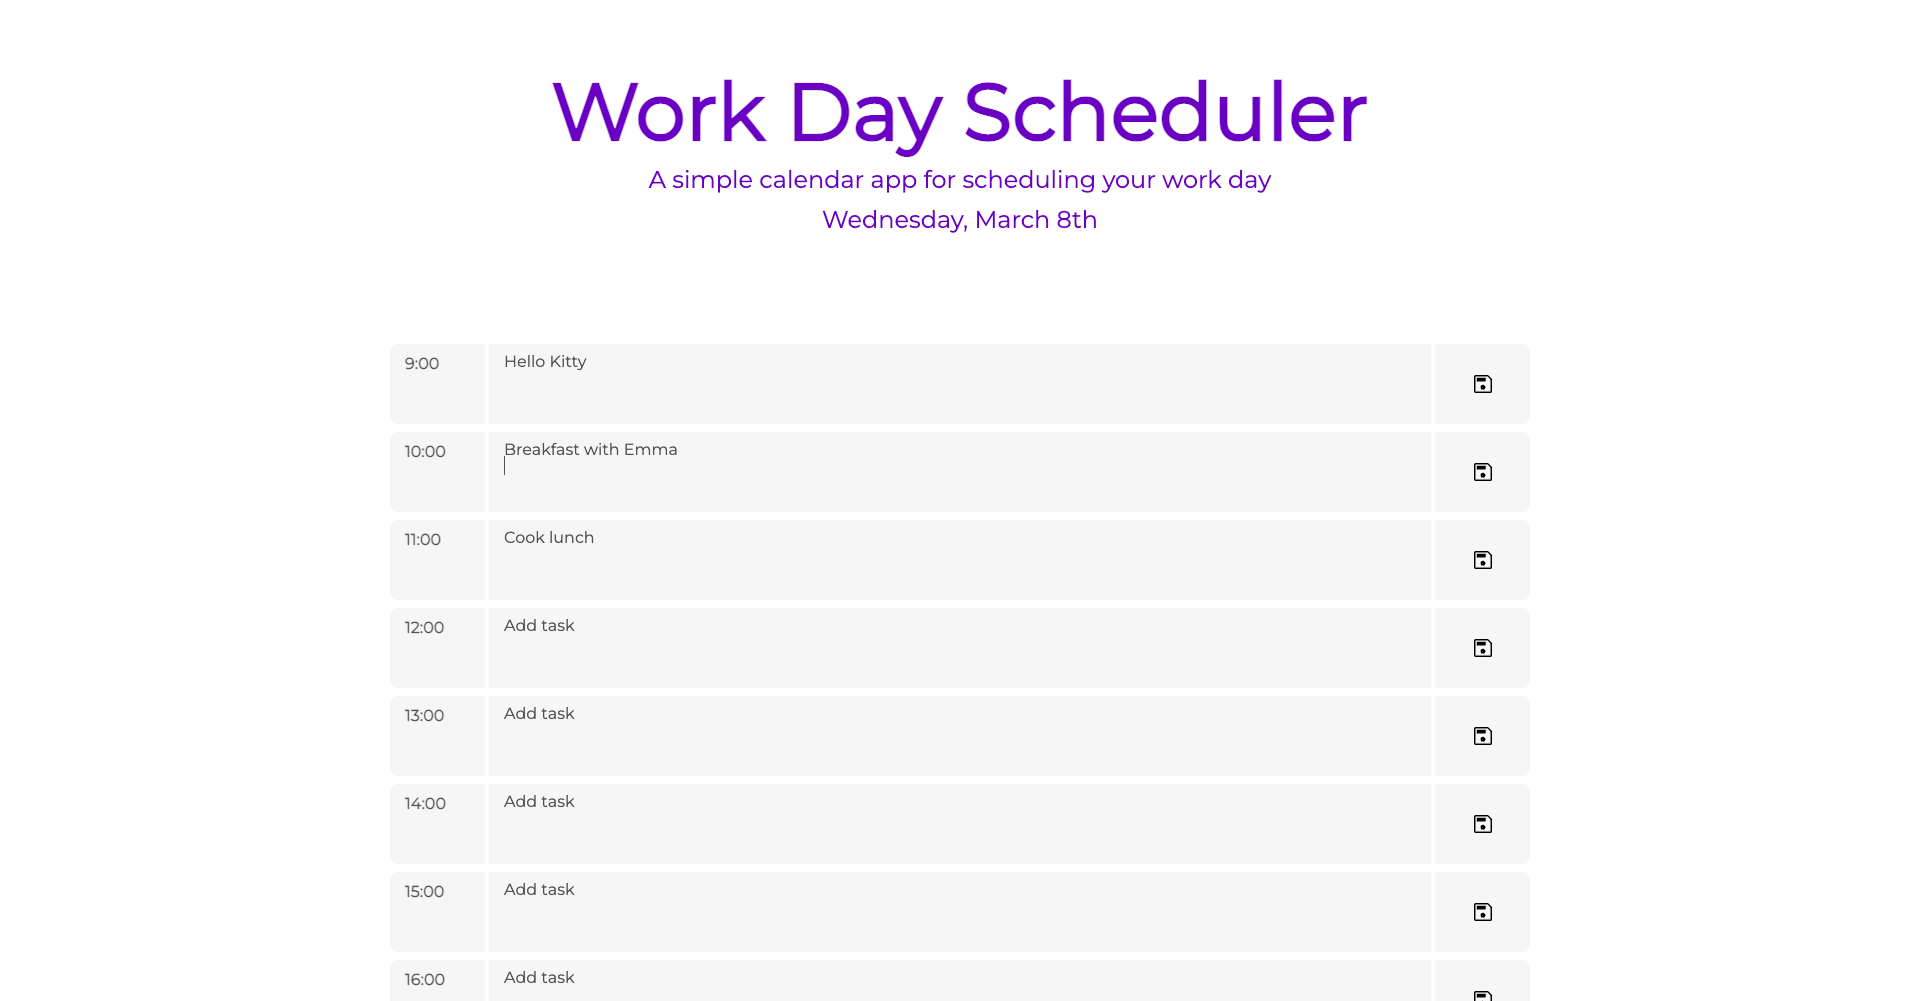 Work Day Scheduler
A simple calendar app for scheduling your work day
Wednesday, March 8th
9:00 Hello Kitty
10:00 Breakfast with Emma
11:00 Cook lunch
12:00 Add task
13:00 Add task
14:00 Add task
15:00 Add task
16:00 Add task